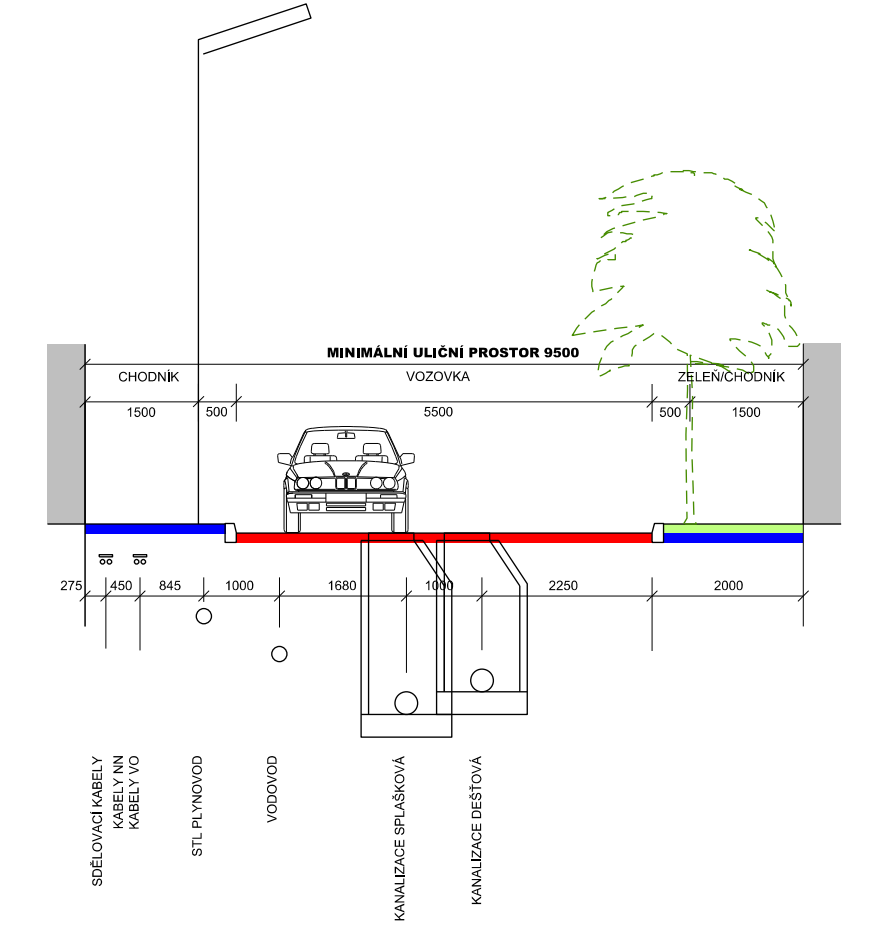 MINIMÁLNÍ ULIČNÍ PROSTOR 9500
CHODNÍK VOZOVKA ZELEŇ/CHODNÍK
1500 500 5500 500 1500
275 450 845 1000 1680 1000 2250 2000
SDĚLOVACÍ KABELY
KABELY NN
KABELY VO
STL PLYNOVOD
VODOVOD
KANALIZACE SPLAŠKOVÁ
KANALIZACE DEŠŤOVÁ